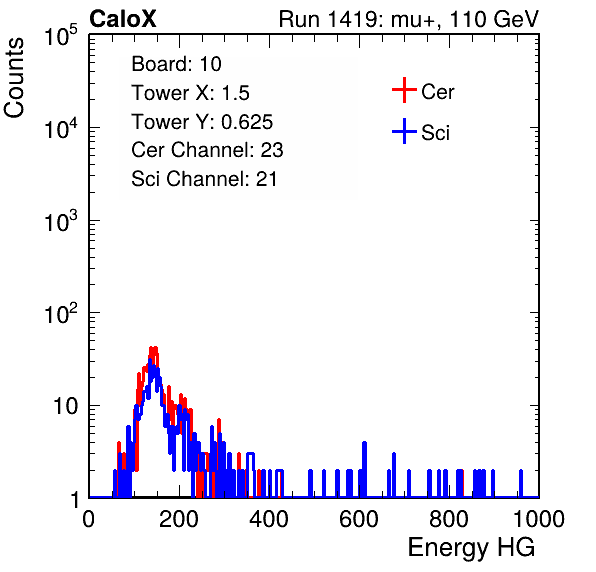 CaloX Run 1419: mu+, 110 GeV
Counts
Board: 10
Tower X: 1.5
Tower Y: 0.625
Cer Channel: 23
Sci Channel: 21
Cer
Sci
10^5
10^4
10^3
10^2
10
1
0 200 400 600 800 1000
Energy HG